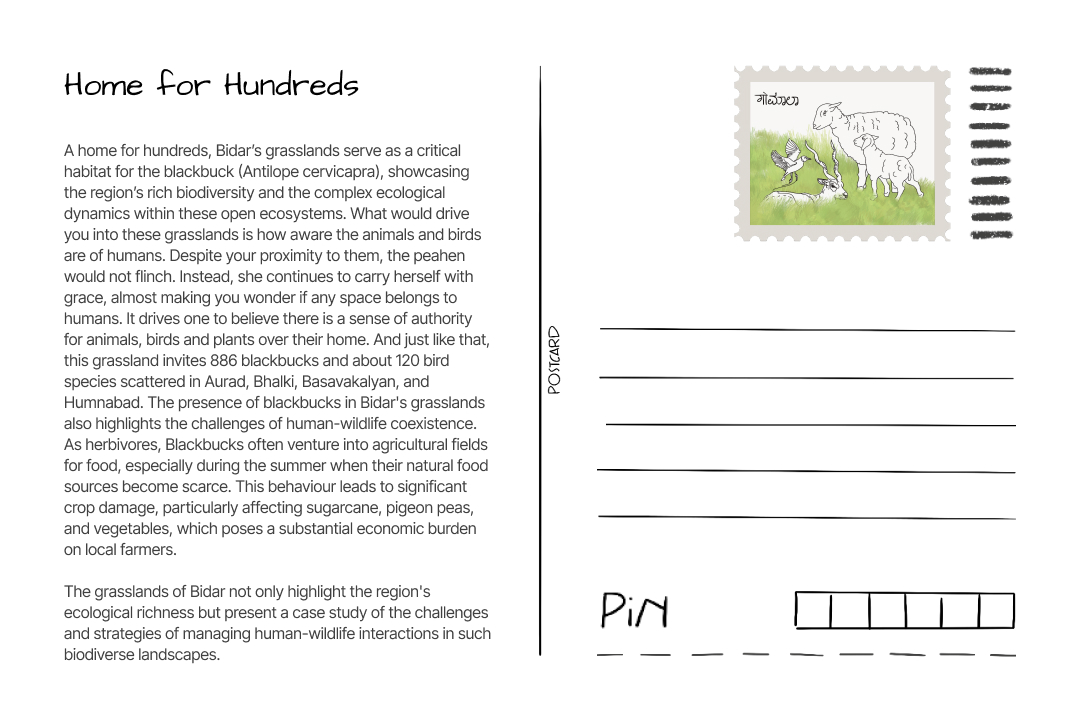 Home for Hundreds
A home for hundreds, Bidar’s grasslands serve as a critical
habitat for the blackbuck (Antilope cervicapra), showcasing
the region’s rich biodiversity and the complex ecological
dynamics within these open ecosystems. What would drive
you into these grasslands is how aware the animals and birds
are of humans. Despite your proximity to them, the peahen
would not flinch. Instead, she continues to carry herself with
grace, almost making you wonder if any space belongs to
humans. It drives one to believe there is a sense of authority
for animals, birds and plants over their home. And just like that,
this grassland invites 886 blackbucks and about 120 bird
species scattered in Aurad, Bhalki, Basavakalyan, and
Humnabad. The presence of blackbucks in Bidar's grasslands
also highlights the challenges of human-wildlife coexistence.
As herbivores, Blackbucks often venture into agricultural fields
for food, especially during the summer when their natural food
sources become scarce. This behaviour leads to significant
crop damage, particularly affecting sugarcane, pigeon peas,
and vegetables, which poses a substantial economic burden
on local farmers.
The grasslands of Bidar not only highlight the region's
ecological richness but present a case study of the challenges
and strategies of managing human-wildlife interactions in such
biodiverse landscapes.
POSTCARD
ಗೋಮಾಲಾ
PiN